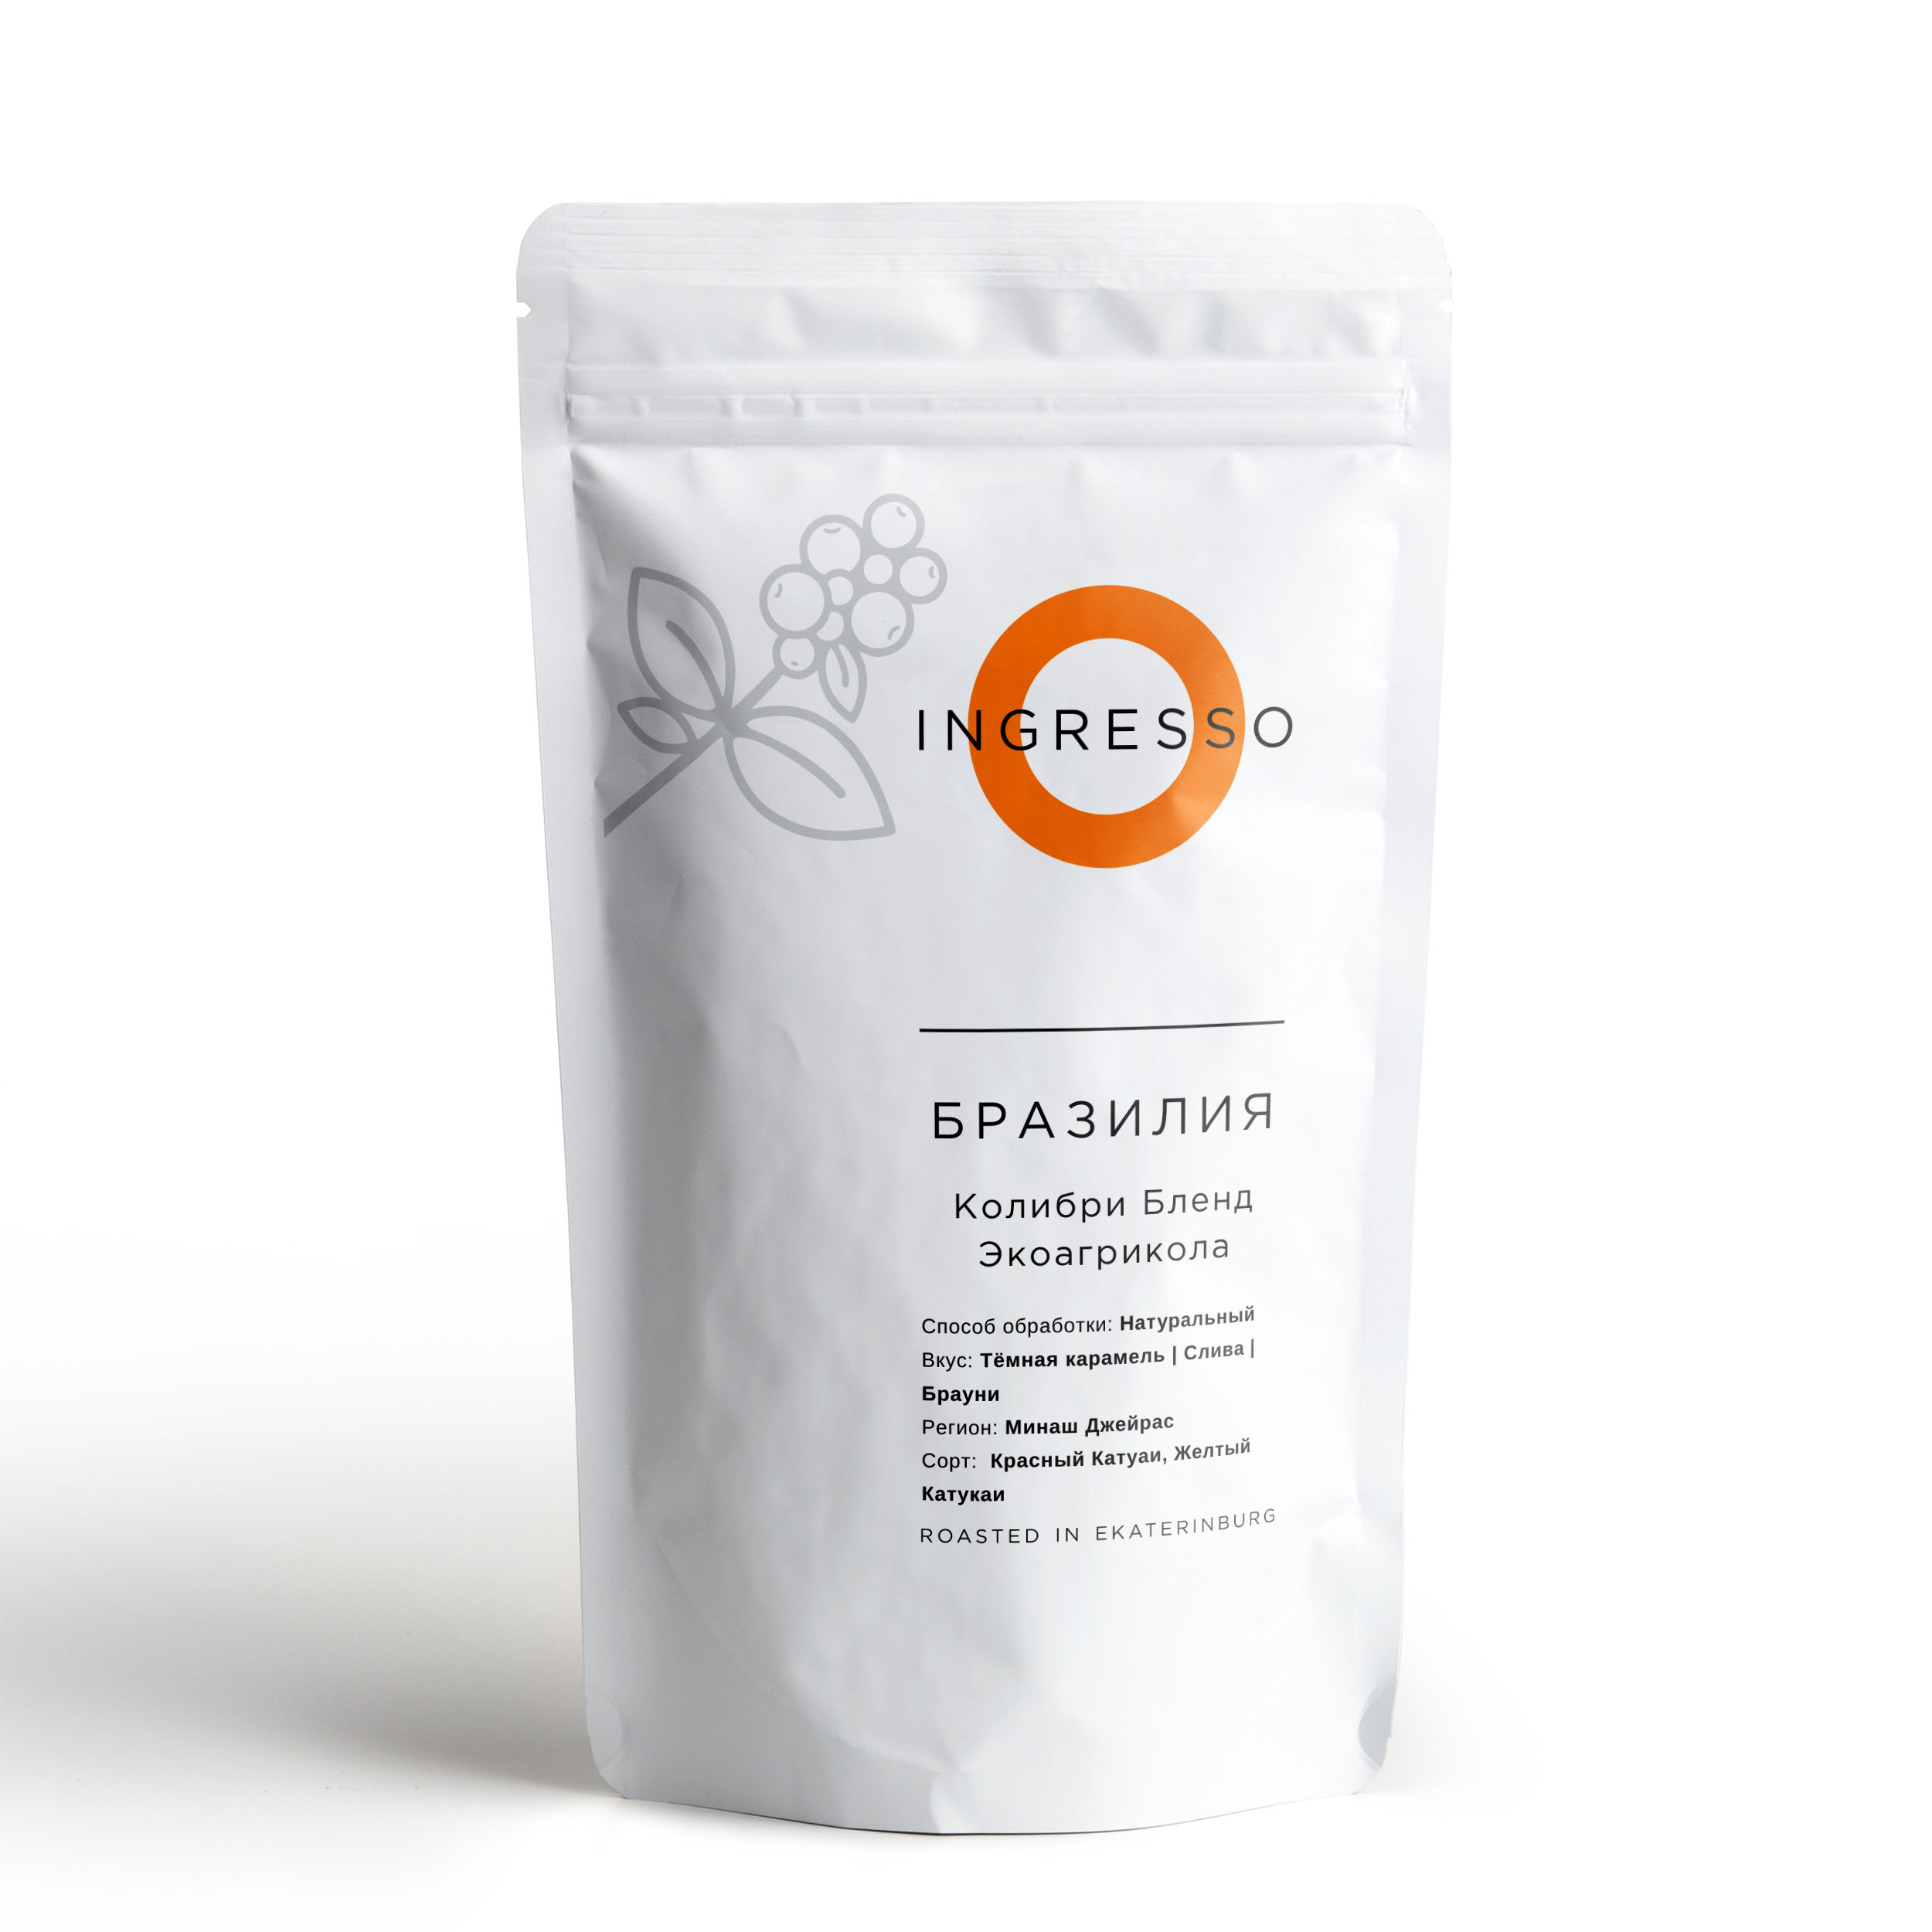 INGRESSO
БРАЗИЛИЯ
Колибри Бленд
Экоагрикола
Способ обработки: Натуральный
Вкус: Тёмная карамель | Слива |
Брауни
Регион: Минаш Джейрас
Сорт: Красный Катуаи, Желтый
Катукаи
ROASTED IN EKATERINBURG